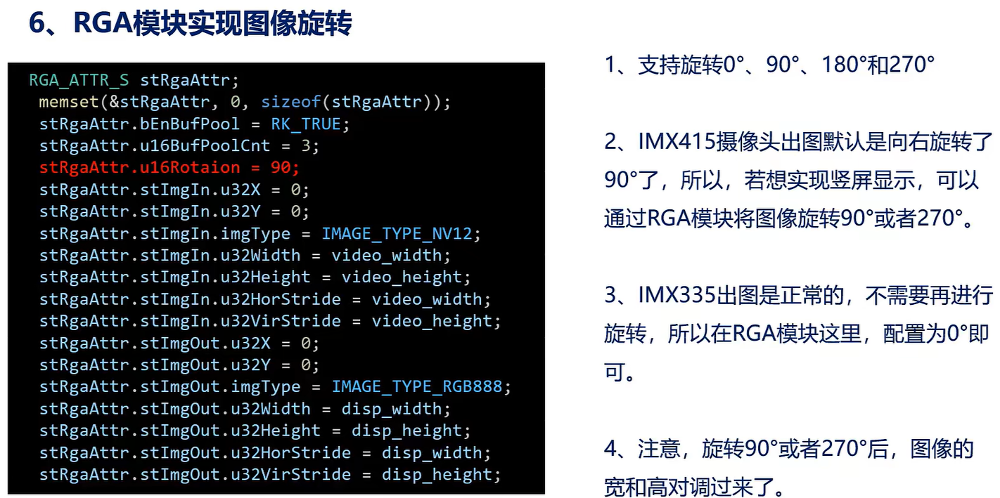 6、RGA模块实现图像旋转
RGA_ATTR_S stRgaAttr;
memset(&stRgaAttr, 0, sizeof(stRgaAttr));
stRgaAttr.bEnBufPool = RK_TRUE;
stRgaAttr.u16BufPoolCnt = 3;
stRgaAttr.u16Rotaion = 90;
stRgaAttr.stImgIn.u32X = 0;
stRgaAttr.stImgIn.u32Y = 0;
stRgaAttr.stImgIn.imgType = IMAGE_TYPE_NV12;
stRgaAttr.stImgIn.u32Width = video_width;
stRgaAttr.stImgIn.u32Height = video_height;
stRgaAttr.stImgIn.u32HorStride = video_width;
stRgaAttr.stImgIn.u32VirStride = video_height;
stRgaAttr.stImgOut.u32X = 0;
stRgaAttr.stImgOut.u32Y = 0;
stRgaAttr.stImgOut.imgType = IMAGE_TYPE_RGB888;
stRgaAttr.stImgOut.u32Width = disp_width;
stRgaAttr.stImgOut.u32Height = disp_height;
stRgaAttr.stImgOut.u32HorStride = disp_width;
stRgaAttr.stImgOut.u32VirStride = disp_height;
1、支持旋转0°、90°、180°和270°
2、IMX415摄像头出图默认是向右旋转了
90°了，所以，若想实现竖屏显示，可以
通过RGA模块将图像旋转90°或者270°。
3、IMX335出图是正常的，不需要再进行
旋转，所以在RGA模块这里，配置为0°即
可。
4、注意，旋转90°或者270°后，图像的
宽和高对调过来了。